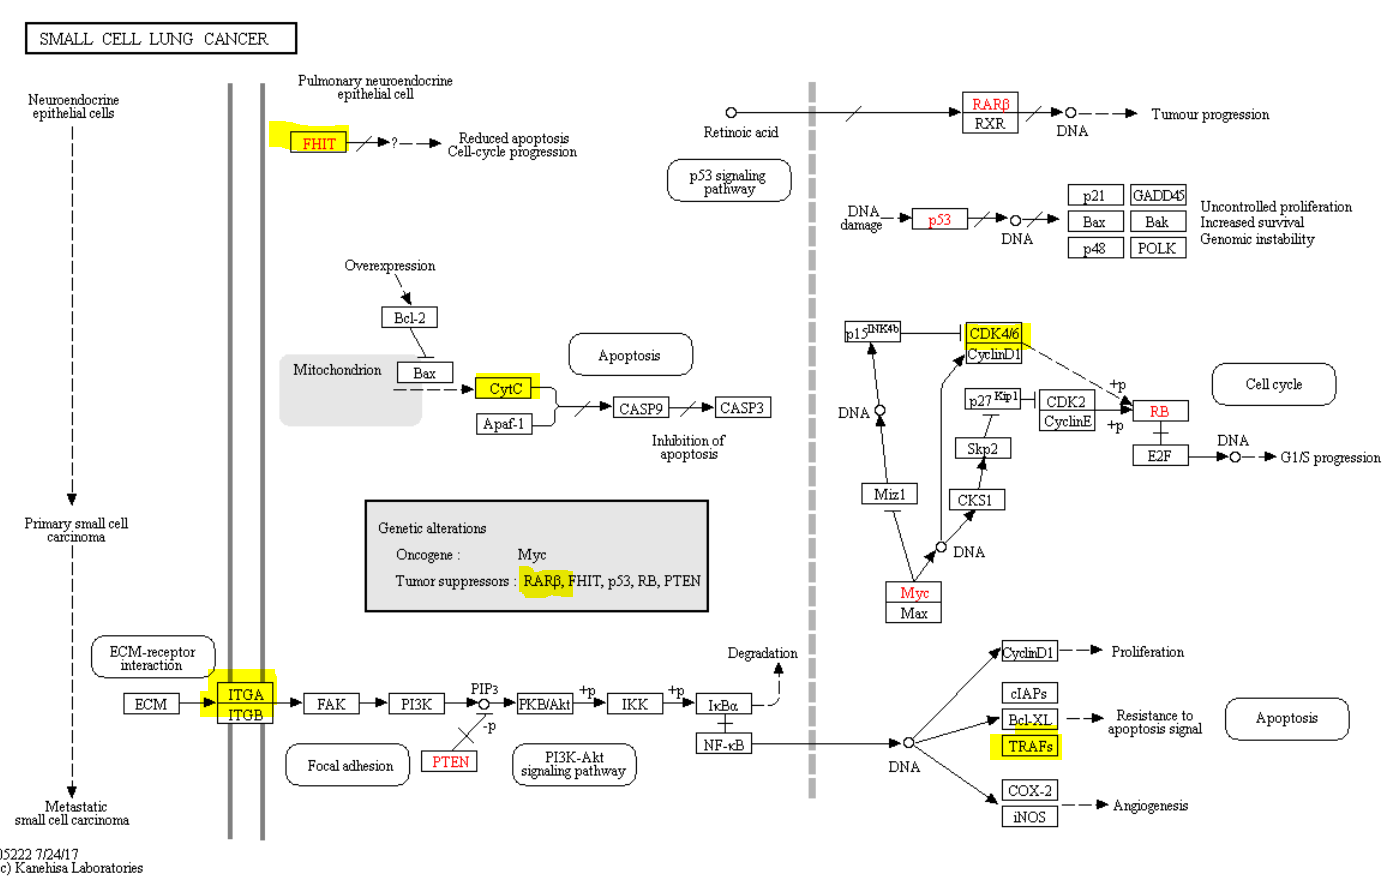 SMALL CELL LUNG CANCER
Neuroendocrine
epithelial cells
Pulmonary neuroendocrine
epithelial cell
FHIT
?
Reduced apoptosis
Cell-cycle progression
Retinoic acid
RARβ
RXR
DNA
Tumour progression
p53 signaling
pathway
DNA
damage
p53
DNA
p21
GADD45
Bax
Bak
p48
POLK
Uncontrolled proliferation
Increased survival
Genomic instability
Overexpression
Bcl-2
Mitochondrion
Bax
CytC
Apaf-1
CASP9
CASP3
Inhibition of
apoptosis
Apoptosis
p15INK4b
CDK4/6
CyclinD1
+p
Cell cycle
DNA
p27Kip1
CDK2
CyclinE
+p
RB
Skp2
E2F
DNA
G1/S progression
Miz1
CKS1
DNA
Myc
Max
Primary small cell
carcinoma
Genetic alterations
Oncogene : Myc
Tumor suppressors : RARβ, FHIT, p53, RB, PTEN
ECM-receptor
interaction
ECM
ITGA
ITGB
FAK
PI3K
PIP3
-p
PTEN
PKB/Akt
+p
IKK
+p
IκBα
NF-κB
Degradation
Focal adhesion
PI3K-Akt
signaling pathway
DNA
CyclinD1
Proliferation
cIAPs
Bcl-XL
TRAFs
Resistance to
apoptosis signal
Apoptosis
COX-2
iNOS
Angiogenesis
Metastatic
small cell carcinoma
05222 7/24/17
c) Kanehisa Laboratories